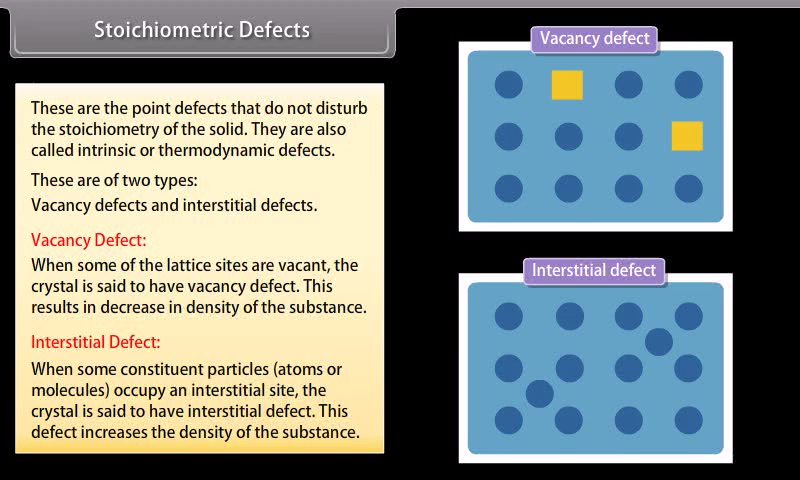 Stoichiometric Defects
These are the point defects that do not disturb
the stoichiometry of the solid. They are also
called intrinsic or thermodynamic defects.
These are of two types:
Vacancy defects and interstitial defects.
Vacancy Defect:
When some of the lattice sites are vacant, the
crystal is said to have vacancy defect. This
results in decrease in density of the substance.
Interstitial Defect:
When some constituent particles (atoms or
molecules) occupy an interstitial site, the
crystal is said to have interstitial defect. This
defect increases the density of the substance.
Vacancy defect
Interstitial defect